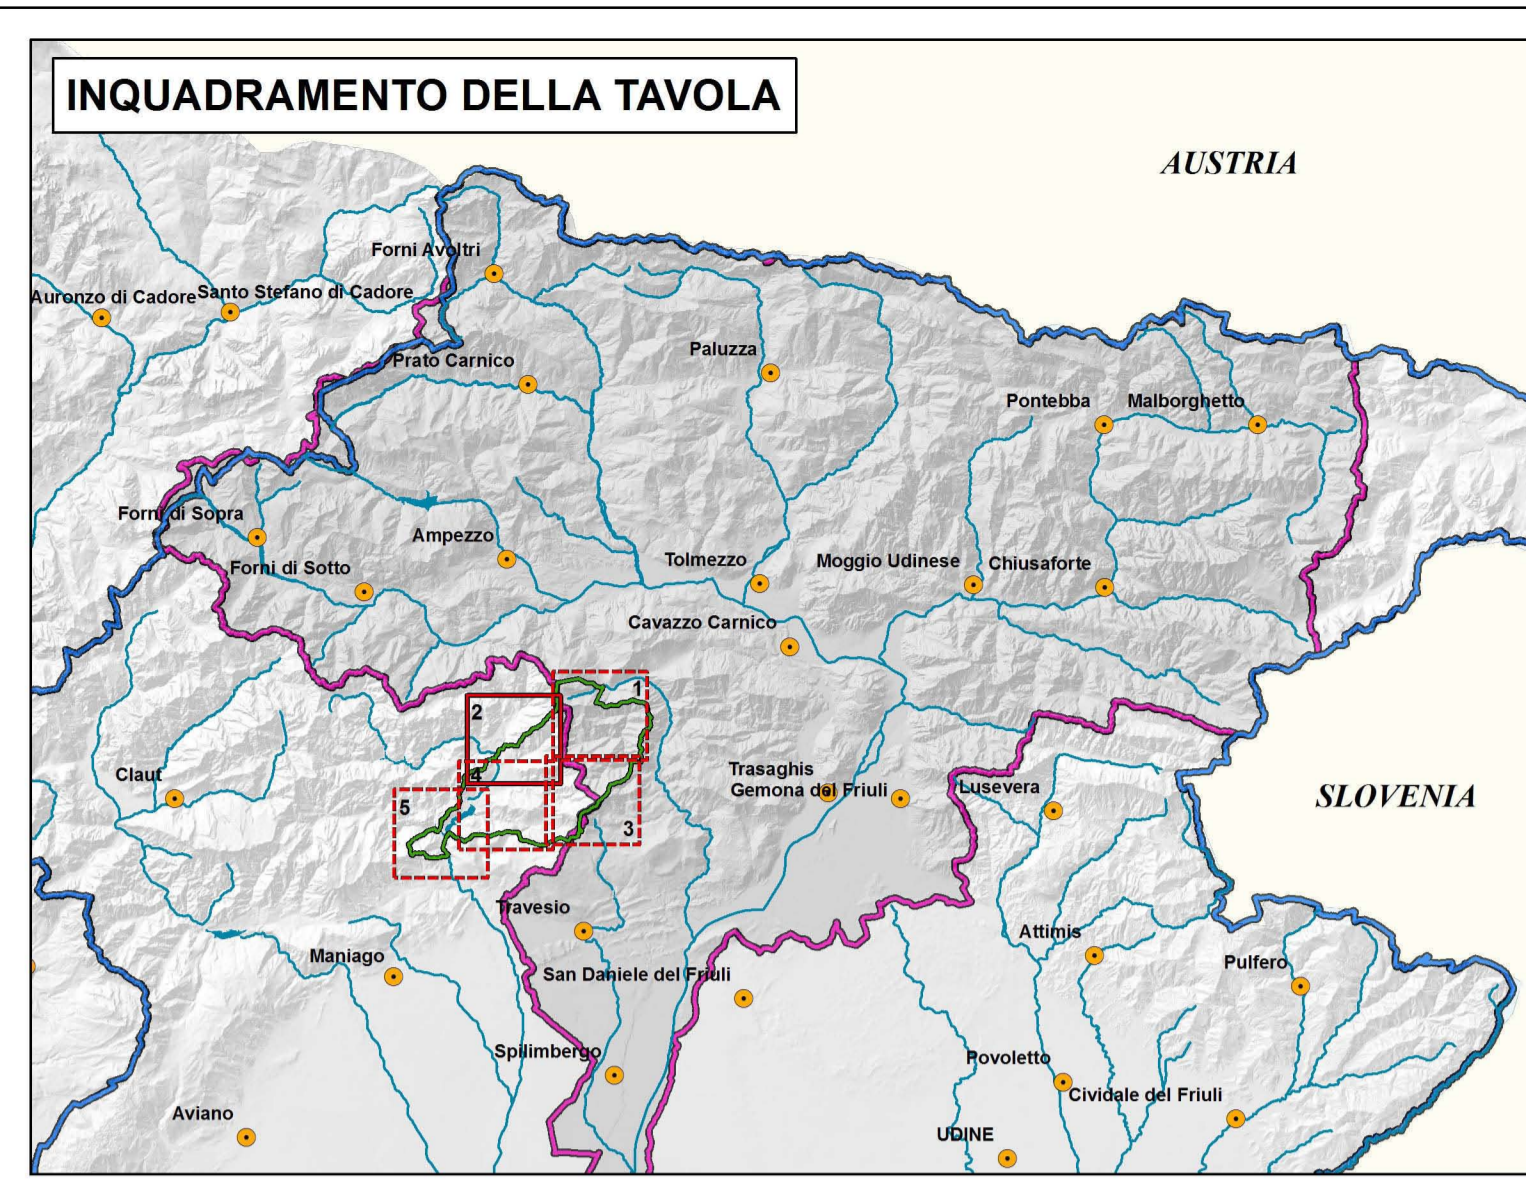 INQUADRAMENTO DELLA TAVOLA
AUSTRIA
Forni Avoltri
Auronzo di Cadore
Santo Stefano di Cadore
Paluzza
Prato Carnico
Pontebba
Malborghetto
Forni di Sopra
Ampezzo
Forni di Sotto
Tolmezzo
Moggio Udinese
Chiusaforte
Cavazzo Carnico
1
2
Claut
4
Trasaghis
Gemona del Friuli
Lusevera
SLOVENIA
5
3
Travesio
Attimis
Maniago
San Daniele del Friuli
Pulfero
Spilimbergo
Povoletto
Cividale del Friuli
Aviano
UDINE